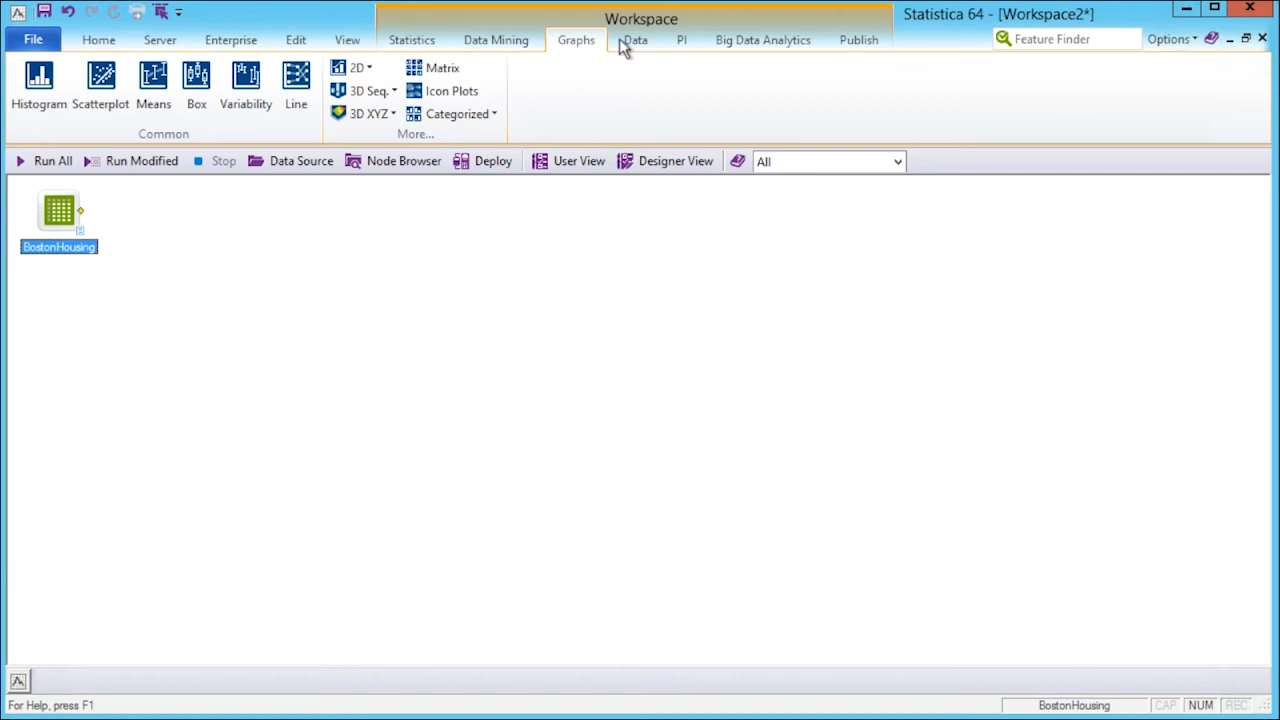 Workspace
Statistica 64 - [Workspace2*]
File Home Server Enterprise Edit View Statistics Data Mining Graphs Data PI Big Data Analytics Publish Feature Finder Options
2D Matrix
3D Seq. Icon Plots
Histogram Scatterplot Means Box Variability Line 3D XYZ Categorized
Common More...
Run All Run Modified Stop Data Source Node Browser Deploy User View Designer View All
BostonHousing
For Help, press F1 BostonHousing CAP NUM REC